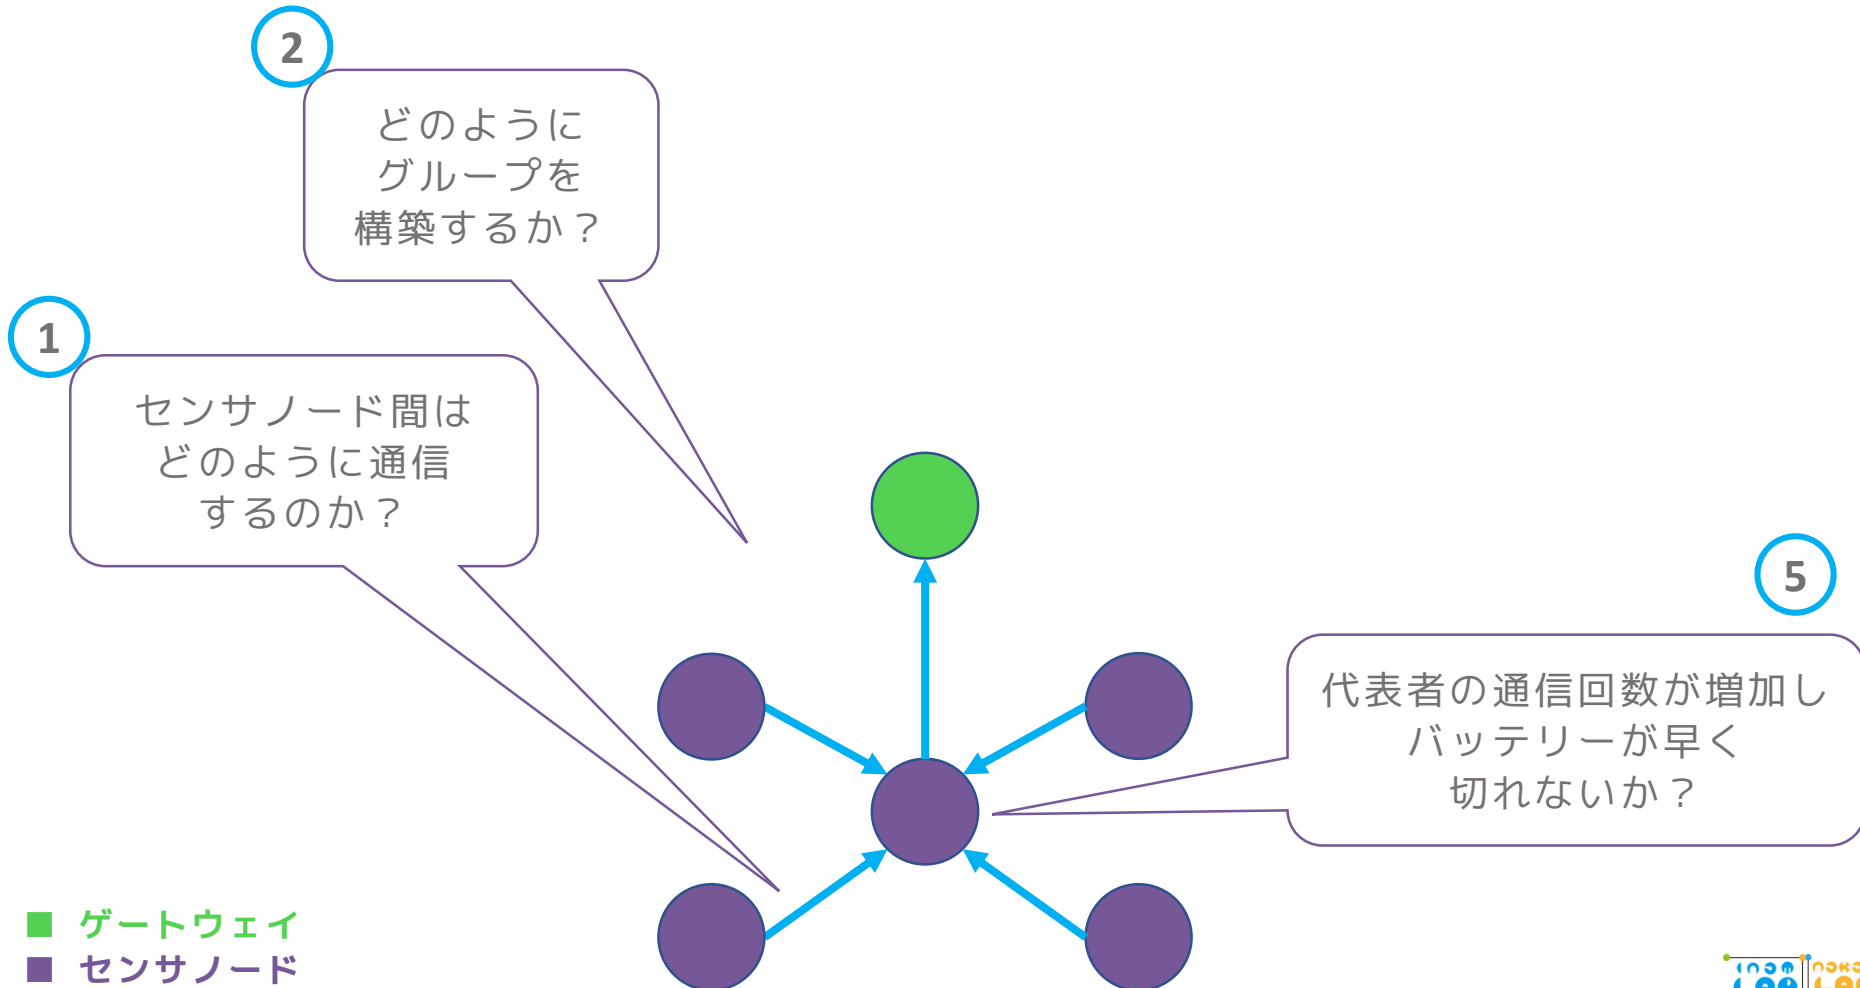 2
どのように
グループを
構築するか？
1
センサノード間は
どのように通信
するのか？
5
代表者の通信回数が増加し
バッテリーが早く
切れないか？
■ ゲートウェイ
■ センサノード